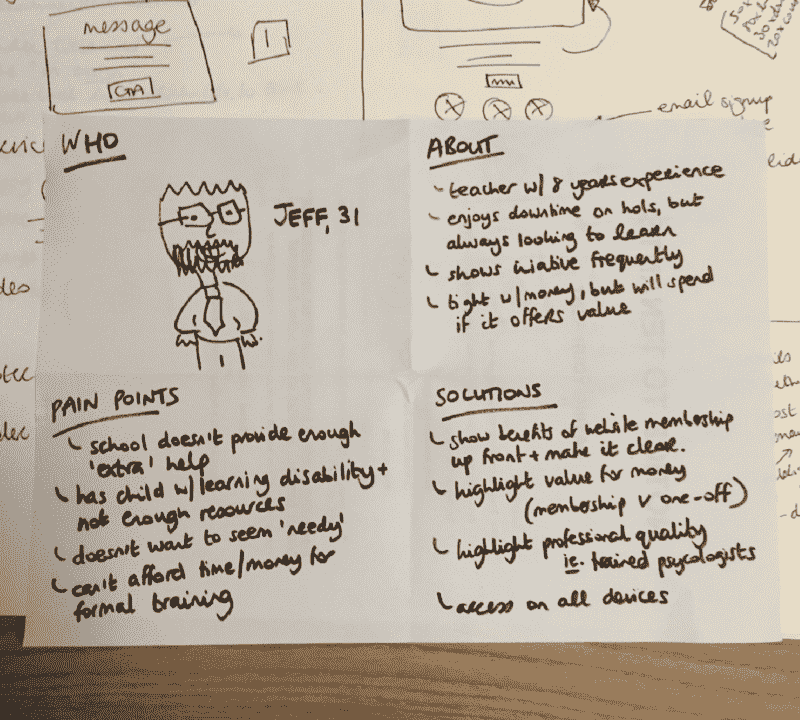 message
CTA
1
email signup
WHO
JEFF, 31
ABOUT
teacher w/ 8 years experience
enjoys downtime on hols, but
always looking to learn
shows iniative frequently
tight w/money, but will spend
if it offers value
PAIN POINTS
school doesn't provide enough
'extra' help
has child w/learning disability +
not enough resources
doesn't want to seem 'needy'
can't afford time/money for
formal training
SOLUTIONS
show benefits of website membership
up front + make it clear.
highlight value for money
(membership v one-off)
highlight professional quality
ie. trained psycologists
access on all devices